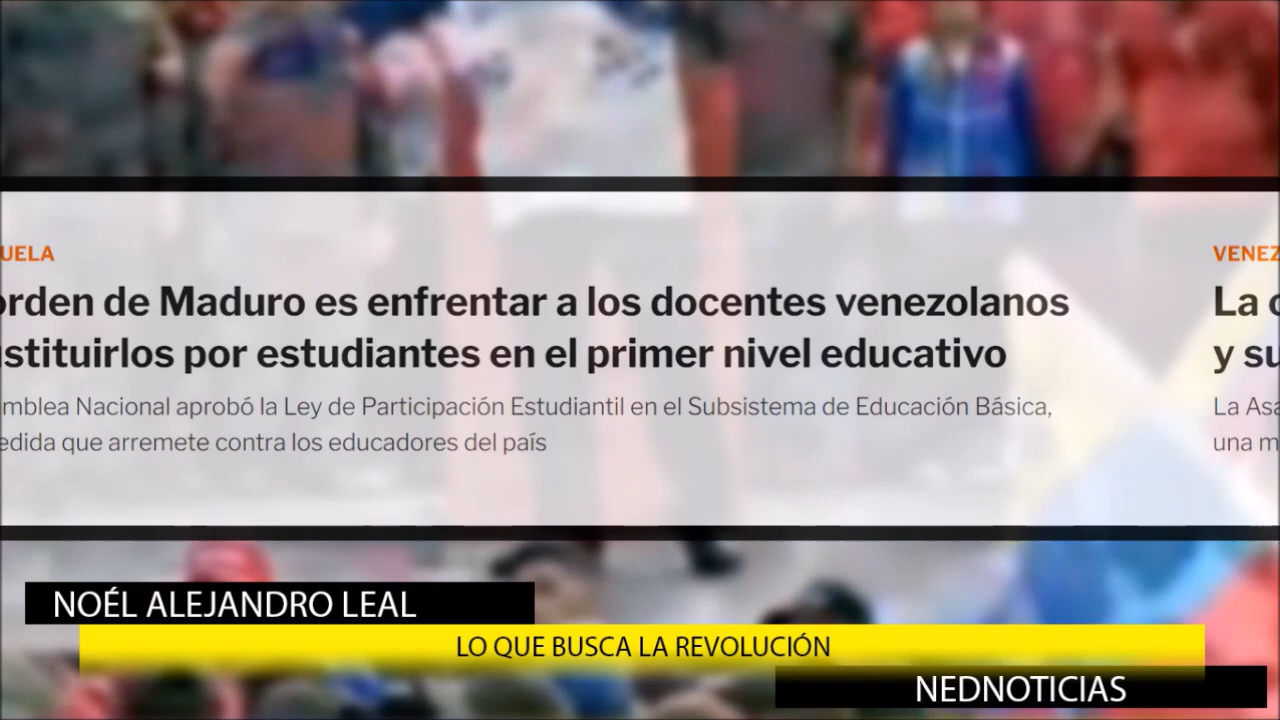 UELA
orden de Maduro es enfrentar a los docentes venezolanos
stituirlos por estudiantes en el primer nivel educativo
mblea Nacional aprobó la Ley de Participación Estudiantil en el Subsistema de Educación Básica,
edida que arremete contra los educadores del país
VENEZ
La
y su
La Asa
una m
NOÉL ALEJANDRO LEAL
LO QUE BUSCA LA REVOLUCIÓN
NEDNOTICIAS